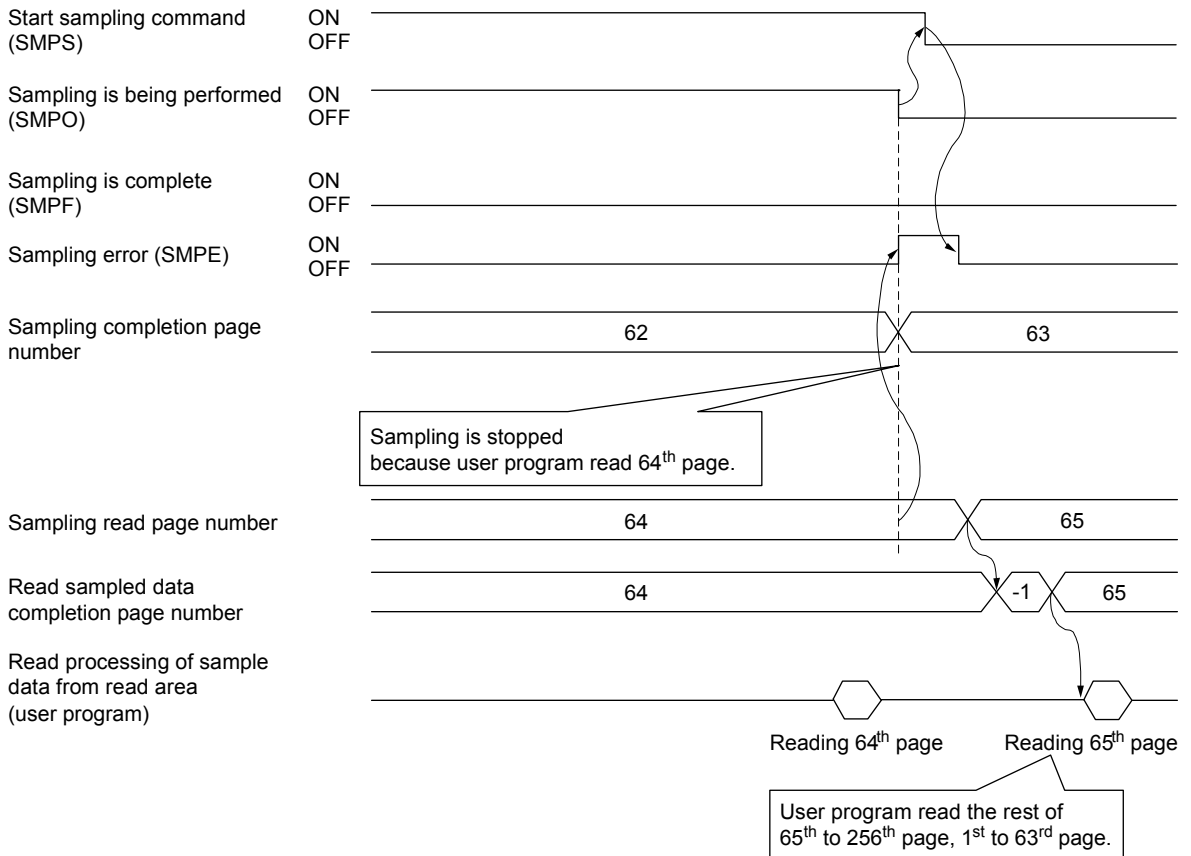 Start sampling command
(SMPS)
ON
OFF
Sampling is being performed
(SMPO)
ON
OFF
Sampling is complete
(SMPF)
ON
OFF
Sampling error (SMPE)
ON
OFF
Sampling completion page
number
62
63
Sampling is stopped
because user program read 64th page.
Sampling read page number
64
65
Read sampled data
completion page number
64
-1
65
Read processing of sample
data from read area
(user program)
Reading 64th page
Reading 65th page
User program read the rest of
65th to 256th page, 1st to 63rd page.